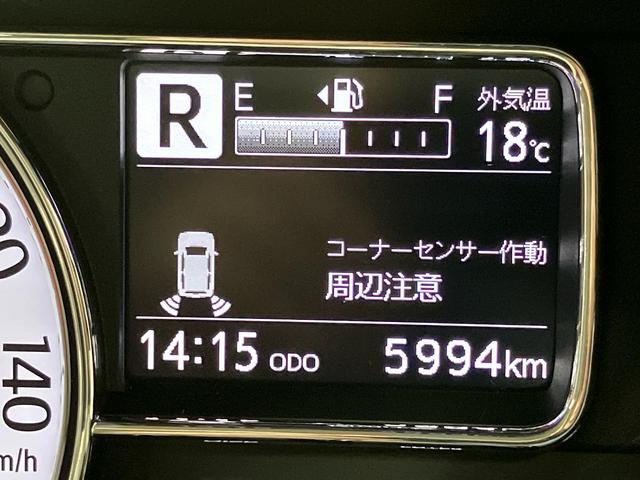 R E F 外気温
18℃
コーナーセンサー作動
周辺注意
14:15 ODO 5994km
140
m/h